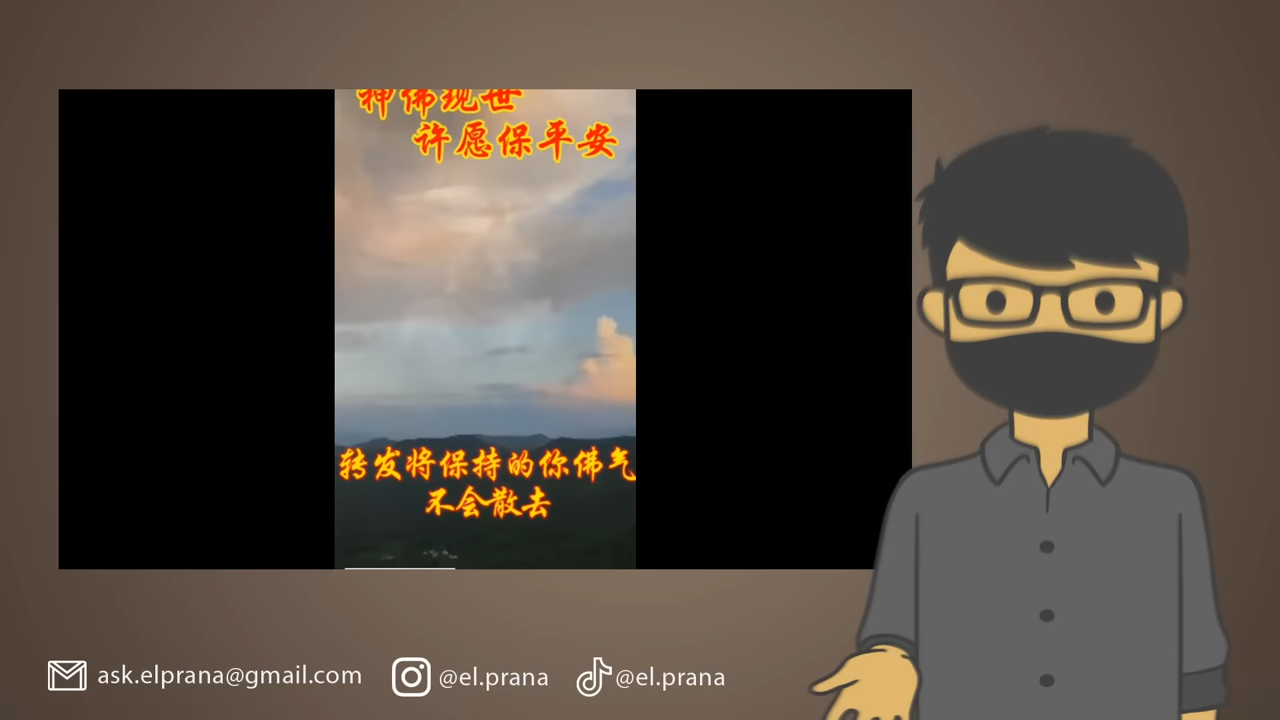 神佛现世
许愿保平安
转发将保持的你佛气
不会散去
ask.elprana@gmail.com @el.prana @el.prana